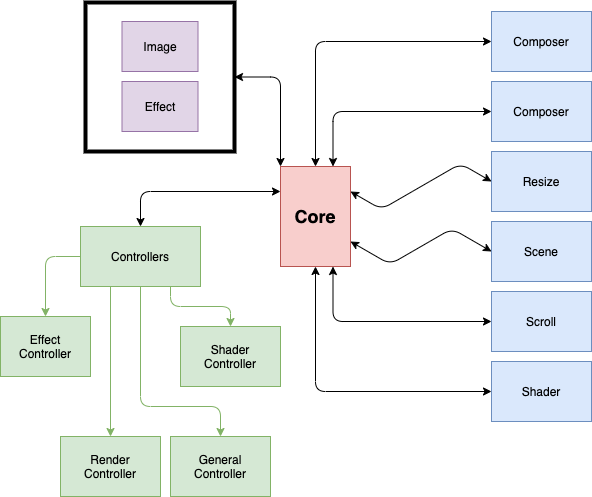 Image
Effect
Composer
Composer
Resize
Scene
Scroll
Shader
Core
Controllers
Effect
Controller
Shader
Controller
Render
Controller
General
Controller